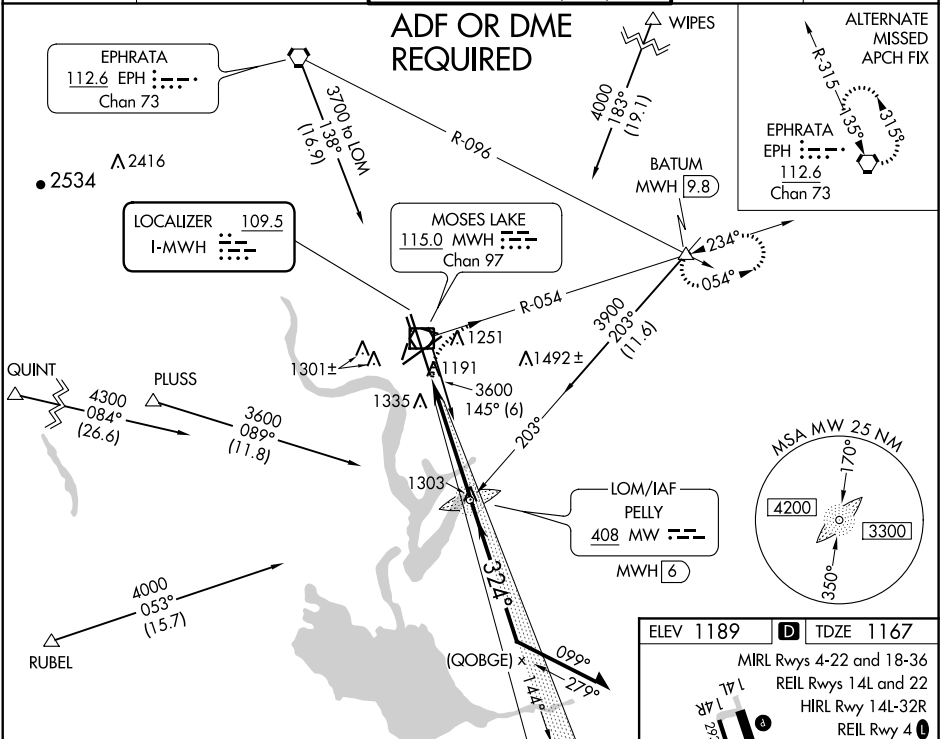 ADF OR DME
REQUIRED
WIPES
ALTERNATE
MISSED
APCH FIX
R-315
135°
315°
EPHRATA
EPH
112.6
Chan 73
EPHRATA
112.6 EPH
Chan 73
3700 to LOM
138°
(16.9)
R-096
4000
183°
(19.1)
2416
2534
BATUM
MWH 9.8
234°
054°
LOCALIZER 109.5
I-MWH
MOSES LAKE
115.0 MWH
Chan 97
R-054
3900
203°
(11.6)
203°
1251
1301±
1191
1492±
1335
3600
145° (6)
QUINT
4300
084°
(26.6)
PLUSS
3600
089°
(11.8)
1303
LOM/IAF
PELLY
408 MW
MWH 6
MSA MW 25 NM
170°
4200
3300
350°
324°
4000
053°
(15.7)
RUBEL
(QOBGE) x
099°
279°
144°
ELEV 1189 D TDZE 1167
MIRL Rwys 4-22 and 18-36
REIL Rwys 14L and 22
HIRL Rwy 14L-32R
REIL Rwy 4 L
14L
14R